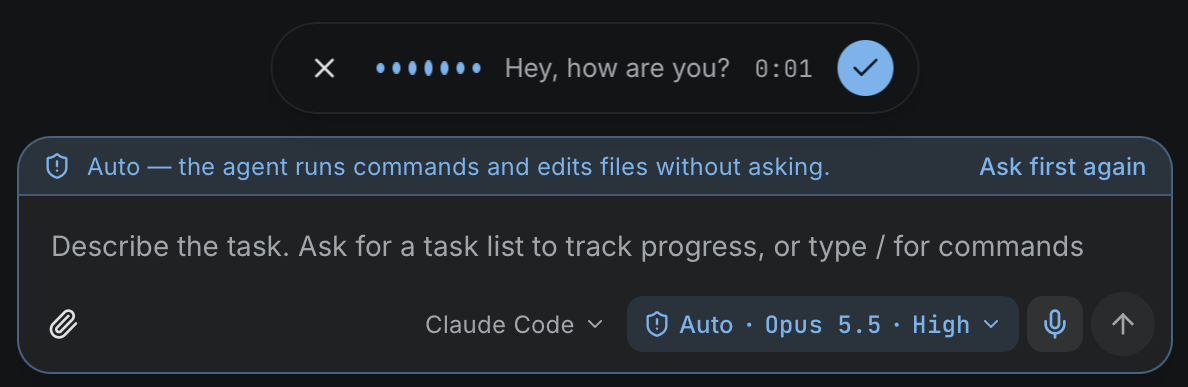 Hey, how are you? 0:01
Auto — the agent runs commands and edits files without asking. Ask first again
Describe the task. Ask for a task list to track progress, or type / for commands
Claude Code Auto · Opus 5.5 · High